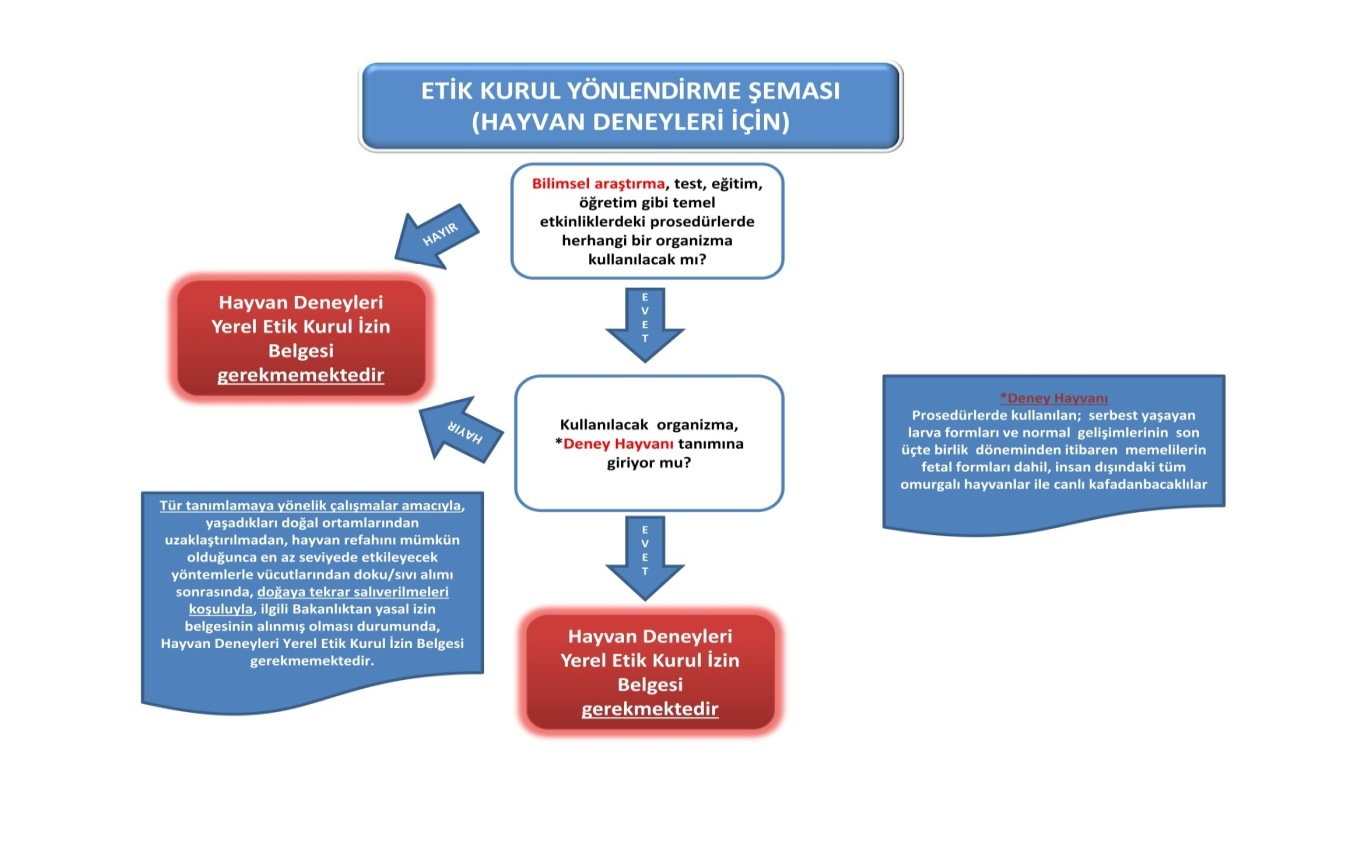 ETİK KURUL YÖNLENDİRME ŞEMASI
(HAYVAN DENEYLERİ İÇİN)
Bilimsel araştırma, test, eğitim,
öğretim gibi temel
etkinliklerdeki prosedürlerde
herhangi bir organizma
kullanılacak mı?
HAYIR
Hayvan Deneyleri
Yerel Etik Kurul İzin
Belgesi
gerekmemektedir
E
V
E
T
Kullanılacak organizma,
*Deney Hayvanı tanımına
giriyor mu?
HAYIR
*Deney Hayvanı
Prosedürlerde kullanılan; serbest yaşayan
larva formları ve normal gelişimlerinin son
üçte birlik döneminden itibaren memelilerin
fetal formları dahil, insan dışındaki tüm
omurgalı hayvanlar ile canlı kafadanbacaklılar
Tür tanımlamaya yönelik çalışmalar amacıyla,
yaşadıkları doğal ortamlarından
uzaklaştırılmadan, hayvan refahını mümkün
olduğunca en az seviyede etkileyecek
yöntemlerle vücutlarından doku/sıvı alımı
sonrasında, doğaya tekrar salıverilmeleri
koşuluyla, ilgili Bakanlıktan yasal izin
belgesinin alınmış olması durumunda,
Hayvan Deneyleri Yerel Etik Kurul İzin Belgesi
gerekmemektedir.
E
V
E
T
Hayvan Deneyleri
Yerel Etik Kurul İzin
Belgesi
gerekmektedir